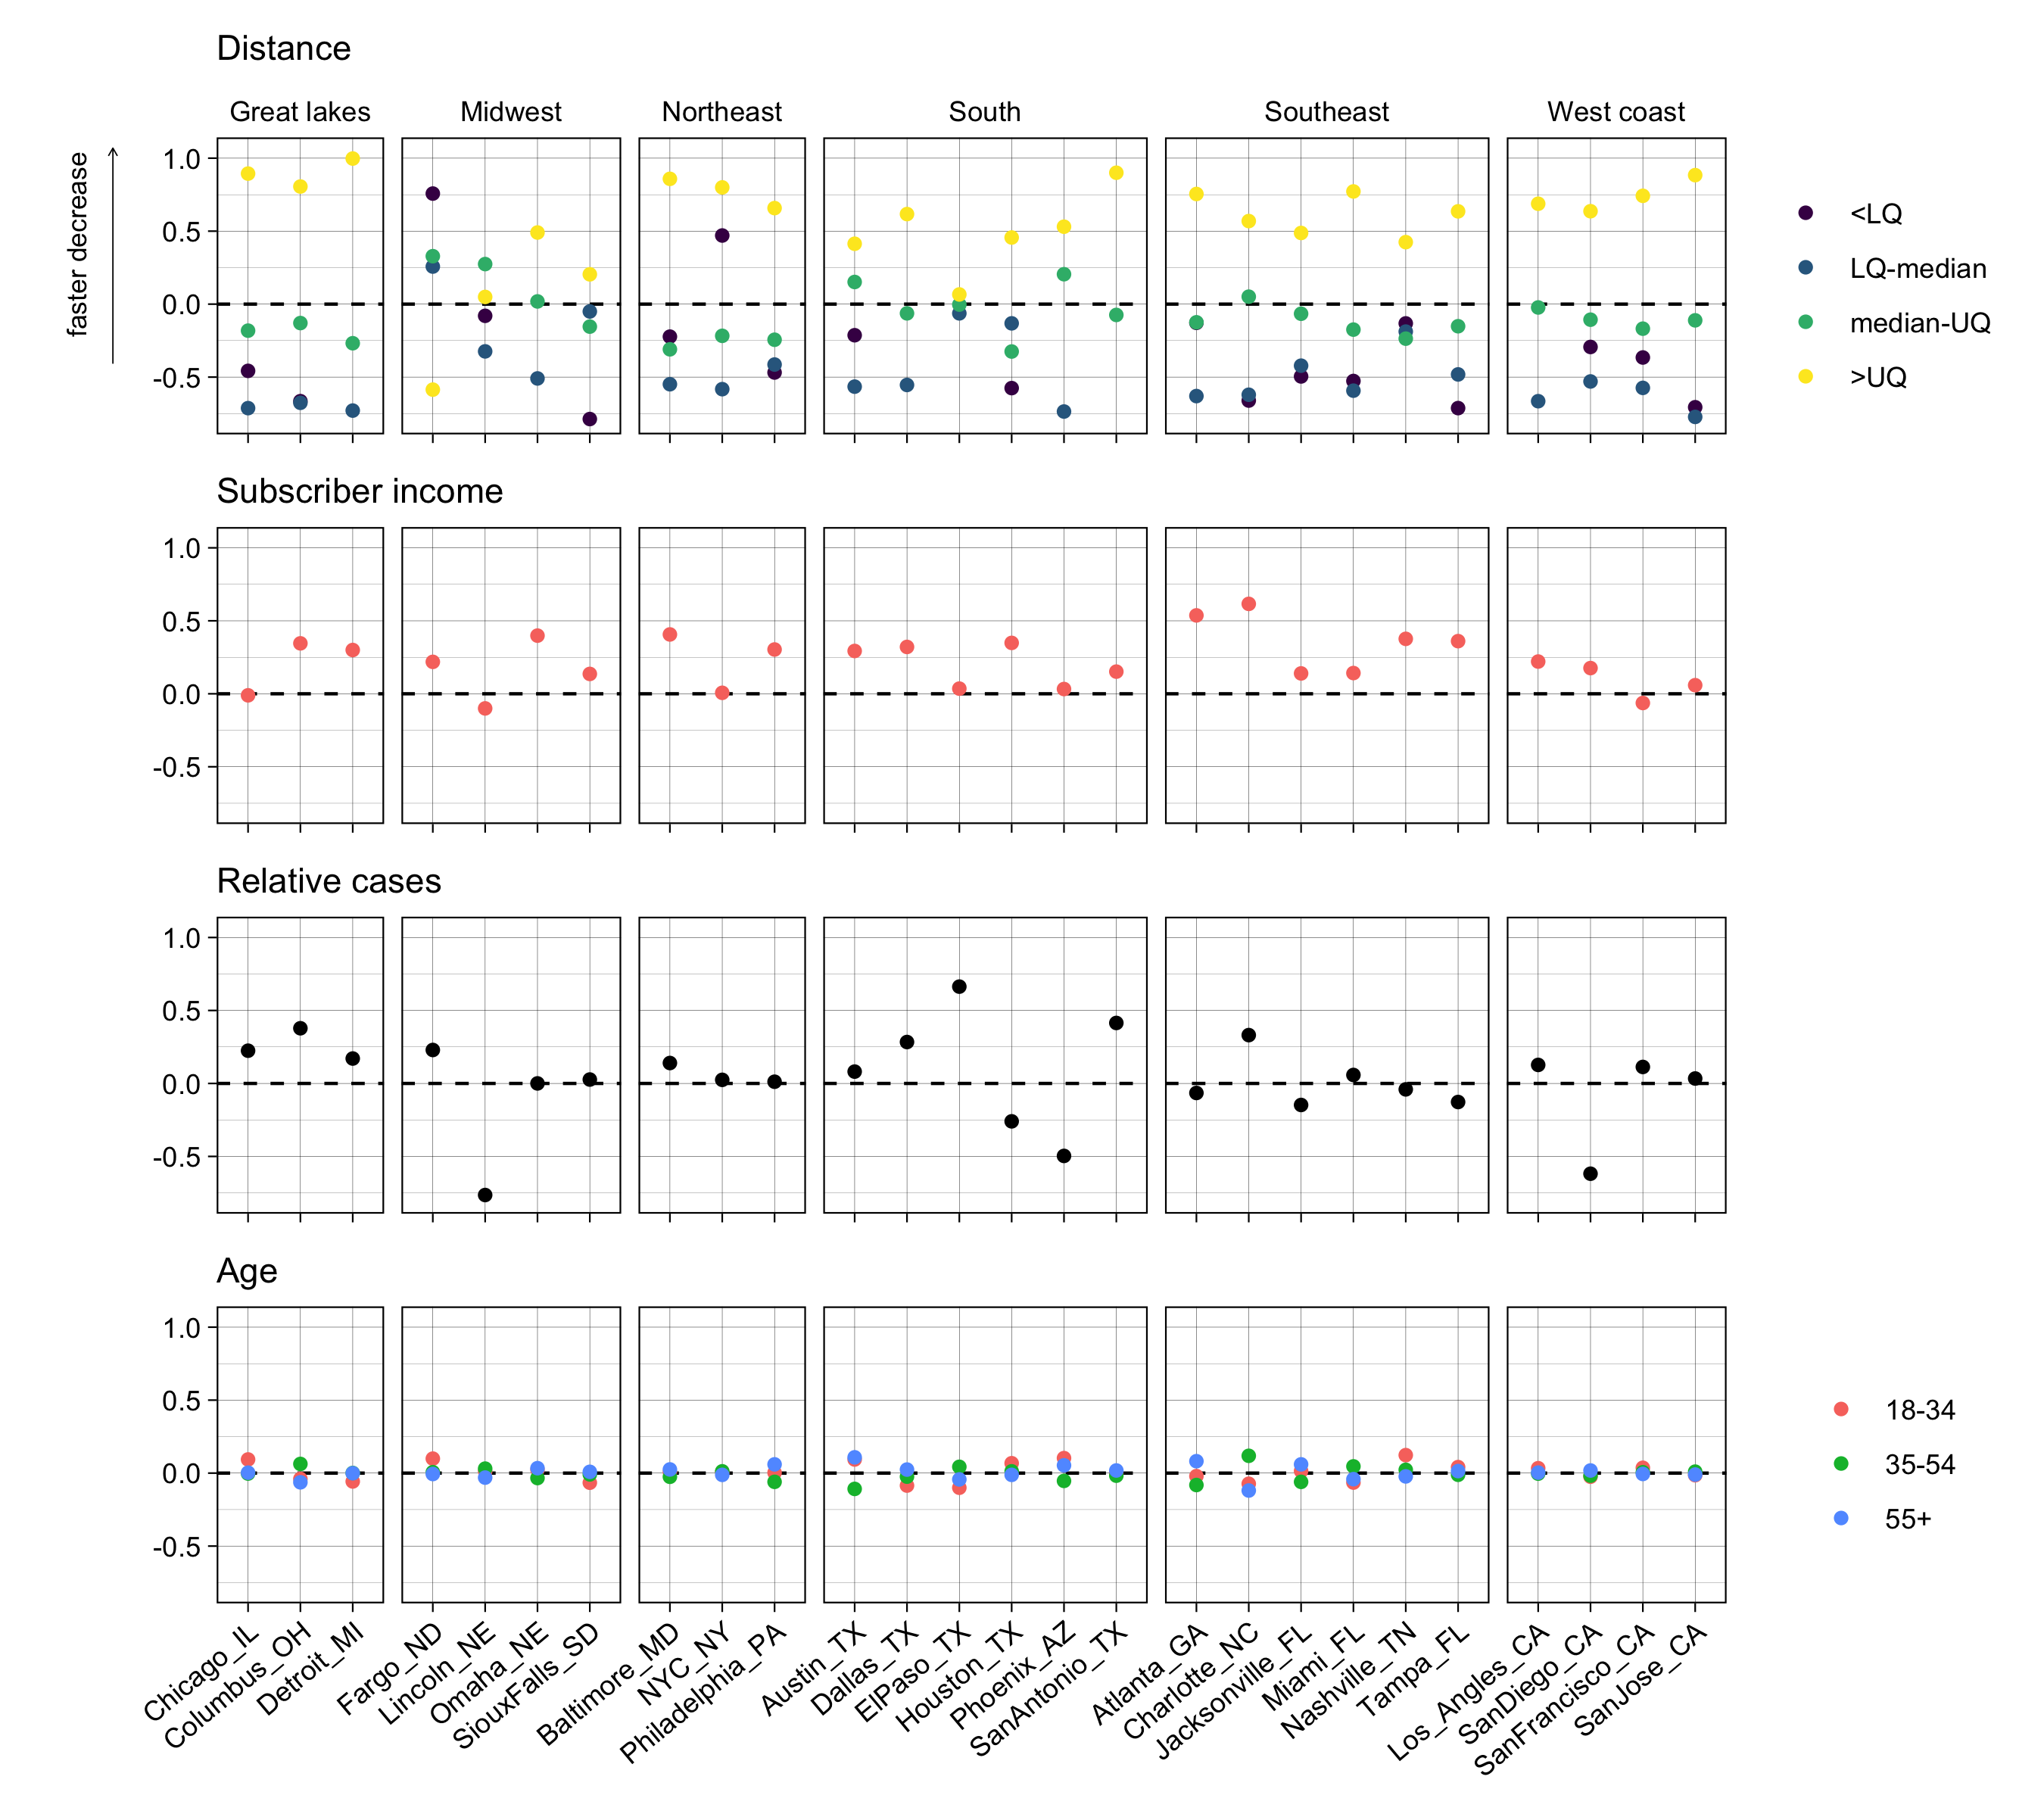 Distance
Great lakes Midwest Northeast South Southeast West coast
faster decrease
1.0
0.5
0.0
-0.5
<LQ
LQ-median
median-UQ
>UQ
Subscriber income
1.0
0.5
0.0
-0.5
Relative cases
1.0
0.5
0.0
-0.5
Age
1.0
0.5
0.0
-0.5
18-34
35-54
55+
Chicago_IL
Columbus_OH
Detroit_MI
Fargo_ND
Lincoln_NE
Omaha_NE
SiouxFalls_SD
Baltimore_MD
NYC_NY
Philadelphia_PA
Austin_TX
Dallas_TX
ElPaso_TX
Houston_TX
Phoenix_AZ
SanAntonio_TX
Atlanta_GA
Charlotte_NC
Jacksonville_FL
Miami_FL
Nashville_TN
Tampa_FL
Los_Angles_CA
SanDiego_CA
SanFrancisco_CA
SanJose_CA